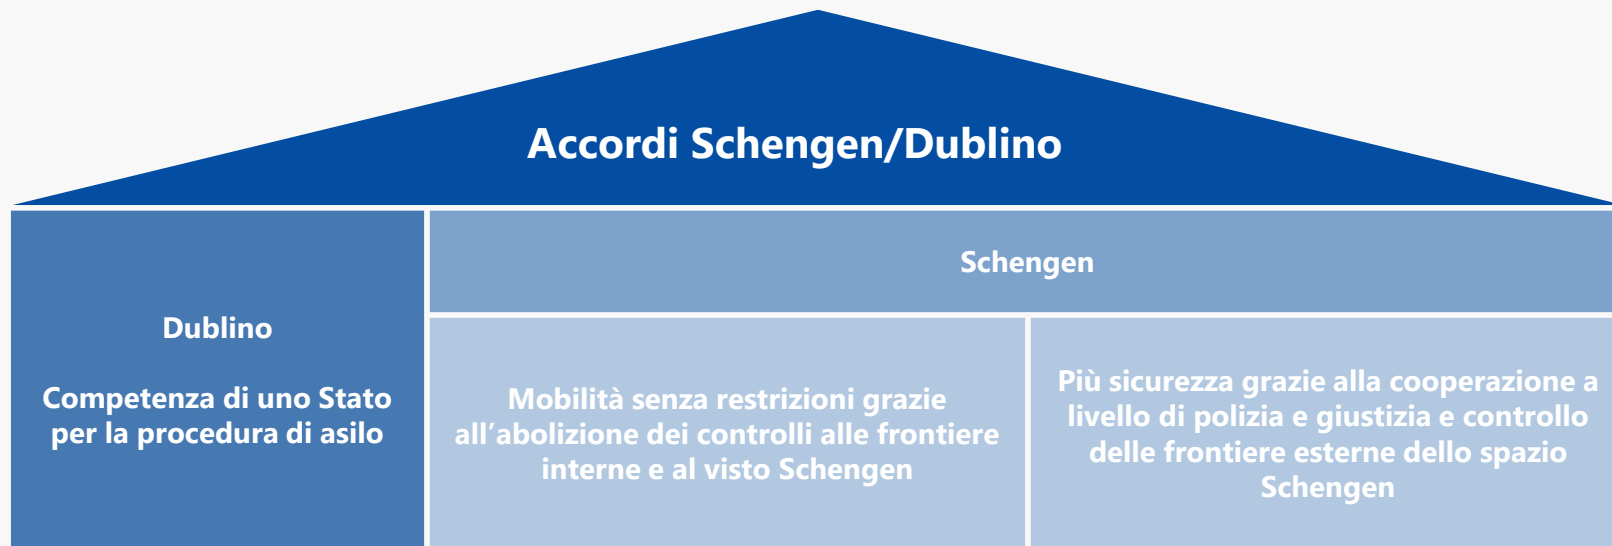 Accordi Schengen/Dublino
Dublino
Competenza di uno Stato
per la procedura di asilo
Schengen
Mobilità senza restrizioni grazie
all’abolizione dei controlli alle frontiere
interne e al visto Schengen
Più sicurezza grazie alla cooperazione a
livello di polizia e giustizia e controllo
delle frontiere esterne dello spazio
Schengen